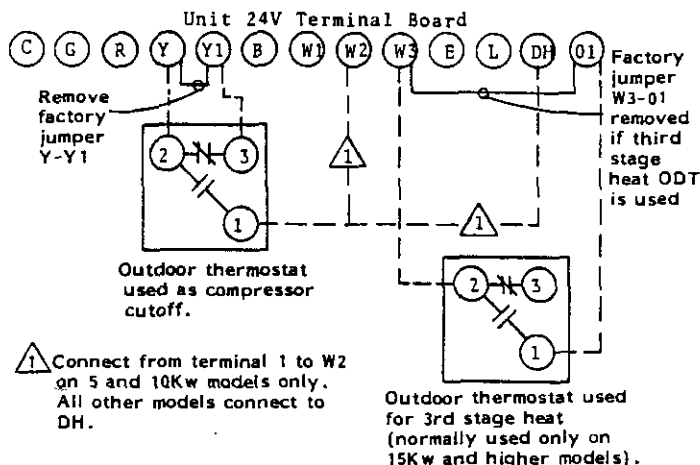 Unit 24V Terminal Board
C G R Y Y1 B W1 W2 W3 E L DH 01
Remove
factory
jumper
Y-Y1
Factory
jumper
W3-01
removed
if third
stage
heat ODT
is used
2 3
1
1
1
Outdoor thermostat
used as compressor
cutoff.
2 3
1
1 Connect from terminal 1 to W2
on 5 and 10Kw models only.
All other models connect to
DH.
Outdoor thermostat used
for 3rd stage heat
(normally used only on
15Kw and higher models).